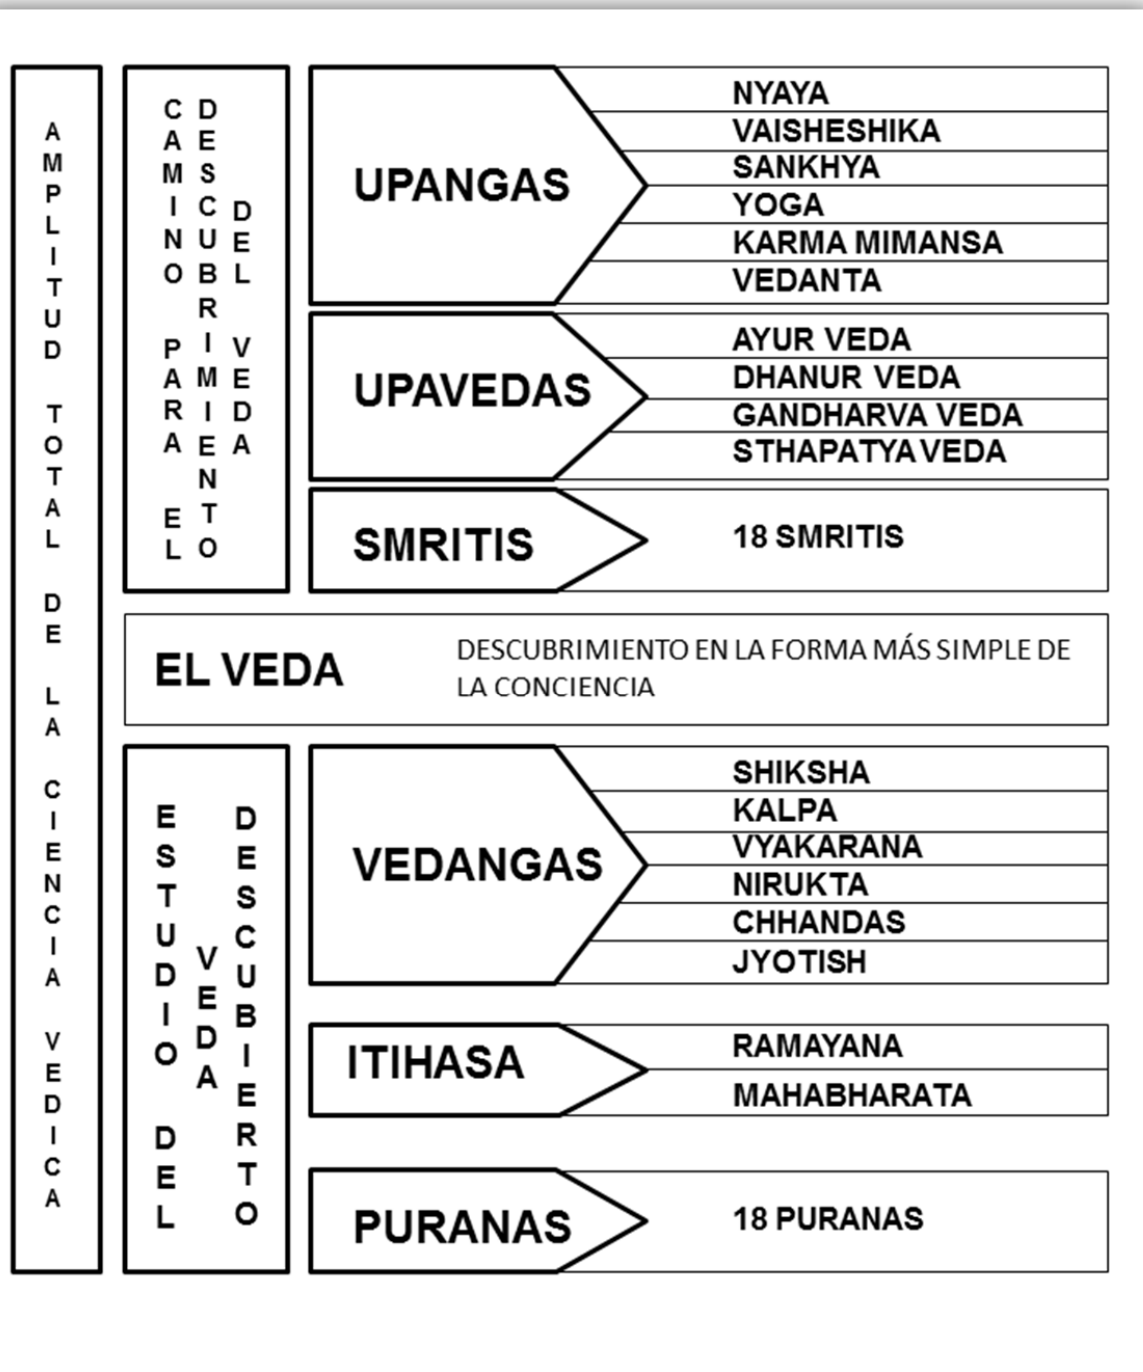 AMPLITUD TOTAL DE LA CIENCIA VEDICA
CAMINO PARA EL
DESCUBRIMIENTO
DEL VEDA
UPANGAS
NYAYA
VAISHESHIKA
SANKHYA
YOGA
KARMA MIMANSA
VEDANTA
UPAVEDAS
AYUR VEDA
DHANUR VEDA
GANDHARVA VEDA
STHAPATYA VEDA
SMRITIS
18 SMRITIS
EL VEDA
DESCUBRIMIENTO EN LA FORMA MÁS SIMPLE DE
LA CONCIENCIA
ESTUDIO DEL
VEDA
DESCUBIERTO
VEDANGAS
SHIKSHA
KALPA
VYAKARANA
NIRUKTA
CHHANDAS
JYOTISH
ITIHASA
RAMAYANA
MAHABHARATA
PURANAS
18 PURANAS